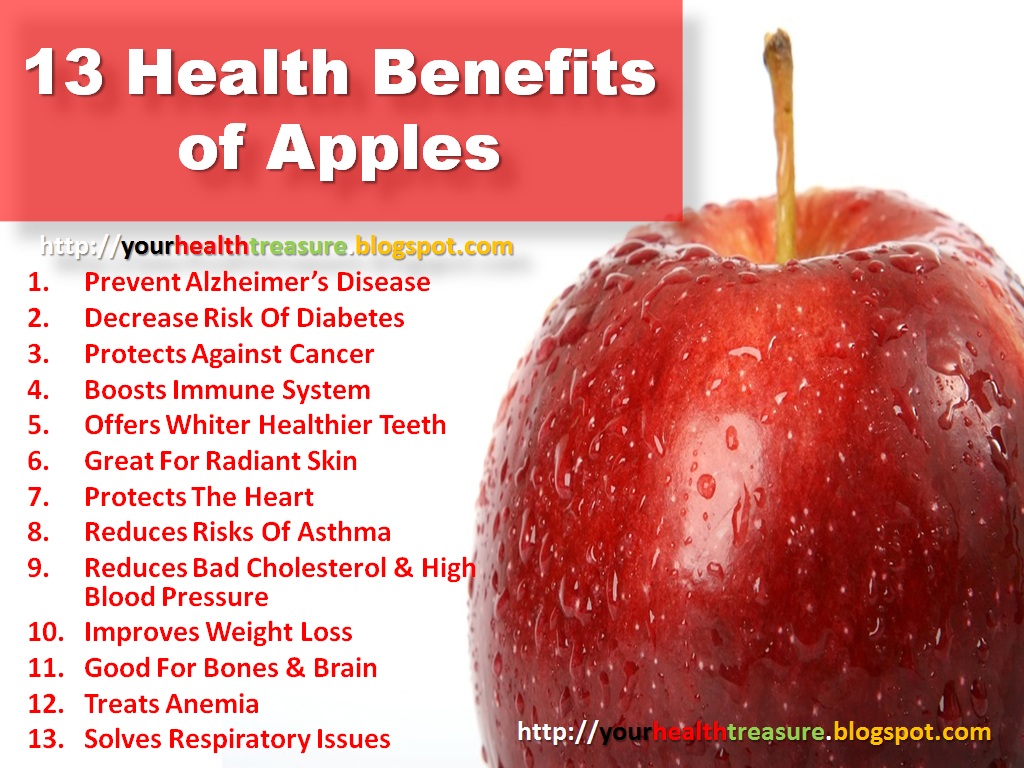 13 Health Benefits
of Apples
http://yourhealthtreasure.blogspot.com
1. Prevent Alzheimer’s Disease
2. Decrease Risk Of Diabetes
3. Protects Against Cancer
4. Boosts Immune System
5. Offers Whiter Healthier Teeth
6. Great For Radiant Skin
7. Protects The Heart
8. Reduces Risks Of Asthma
9. Reduces Bad Cholesterol & High
Blood Pressure
10. Improves Weight Loss
11. Good For Bones & Brain
12. Treats Anemia
13. Solves Respiratory Issues
http://yourhealthtreasure.blogspot.com